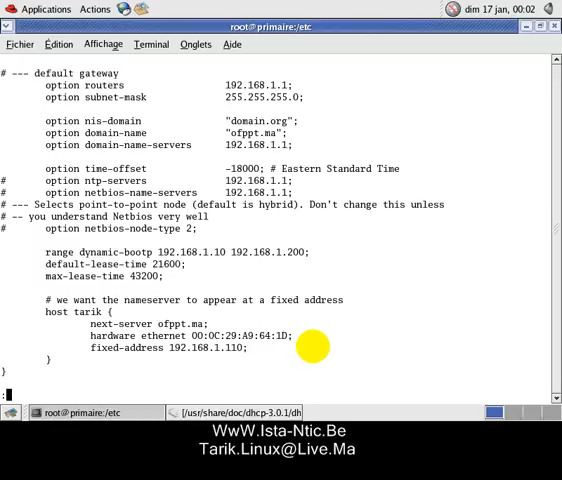 Applications Actions dim 17 jan, 00:02
root@primaire:/etc
Fichier Édition Affichage Terminal Onglets Aide
# --- default gateway
option routers 192.168.1.1;
option subnet-mask 255.255.255.0;
option nis-domain "domain.org";
option domain-name "ofppt.ma";
option domain-name-servers 192.168.1.1;
option time-offset -18000; # Eastern Standard Time
# option ntp-servers 192.168.1.1;
# option netbios-name-servers 192.168.1.1;
# --- Selects point-to-point node (default is hybrid). Don't change this unless
# -- you understand Netbios very well
# option netbios-node-type 2;
range dynamic-bootp 192.168.1.10 192.168.1.200;
default-lease-time 21600;
max-lease-time 43200;
# we want the nameserver to appear at a fixed address
host tarik {
next-server ofppt.ma;
hardware ethernet 00:0C:29:A9:64:1D;
fixed-address 192.168.1.110;
}
}
:
root@primaire:/etc [/usr/share/doc/dhcp-3.0.1/dh
WwW.Ista-Ntic.Be
Tarik.Linux@Live.Ma